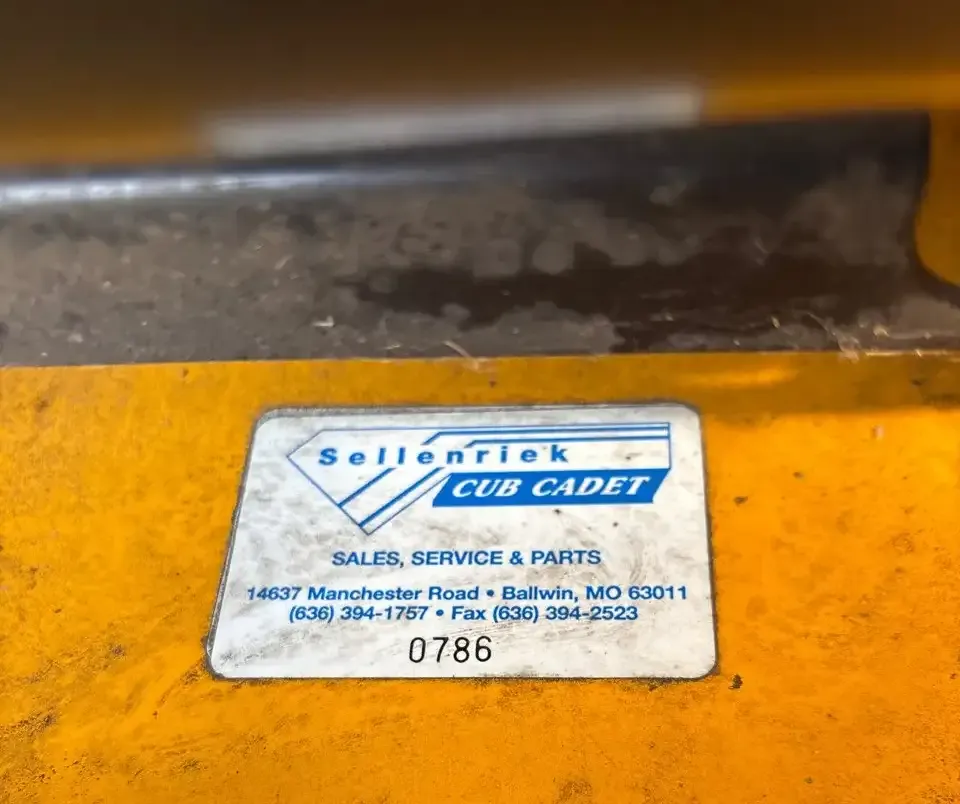 Sellenriek
CUB CADET
SALES, SERVICE & PARTS
14637 Manchester Road • Ballwin, MO 63011
(636) 394-1757 • Fax (636) 394-2523
0786